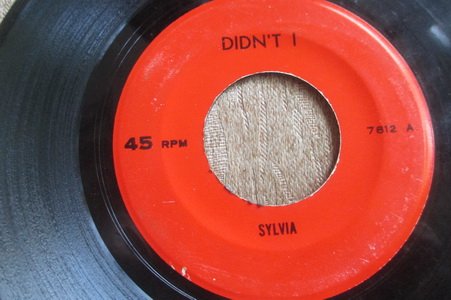 DIDN'T I
45 RPM
7812 A
SYLVIA